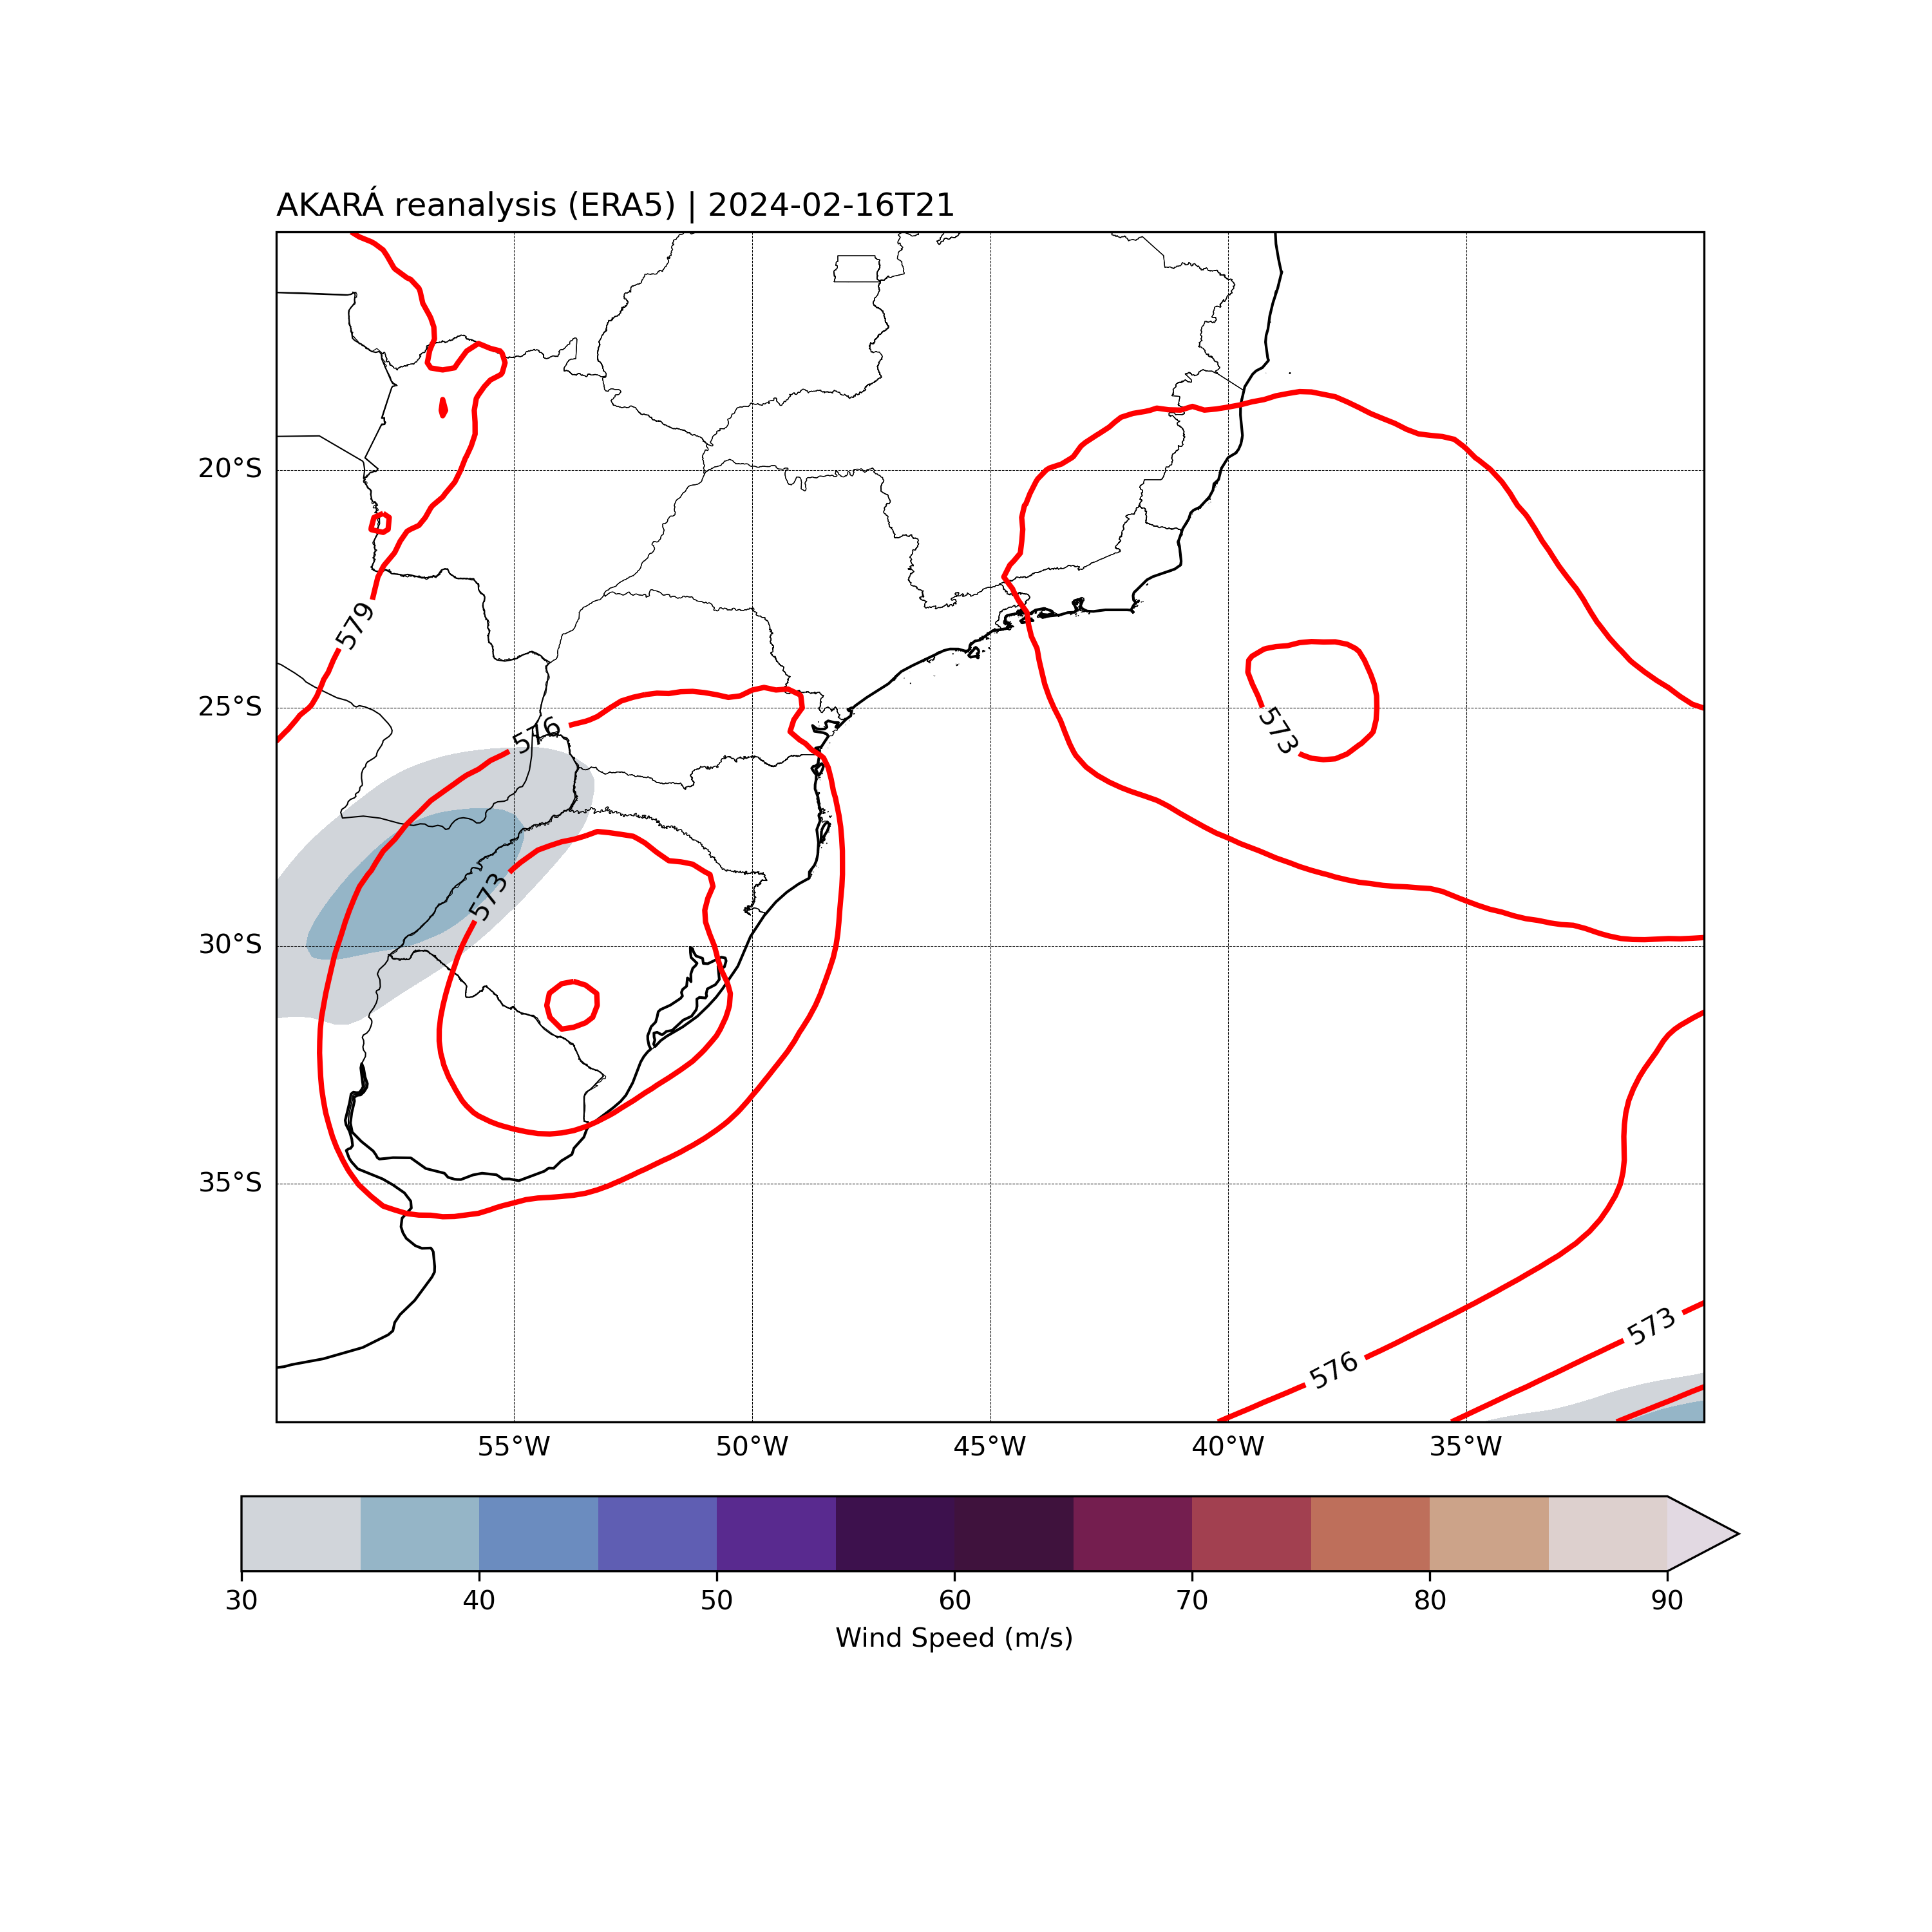 AKARÁ reanalysis (ERA5) | 2024-02-16T21
20°S
579
25°S
576
573
573
30°S
35°S
573
576
55°W 50°W 45°W 40°W 35°W
30 40 50 60 70 80 90
Wind Speed (m/s)